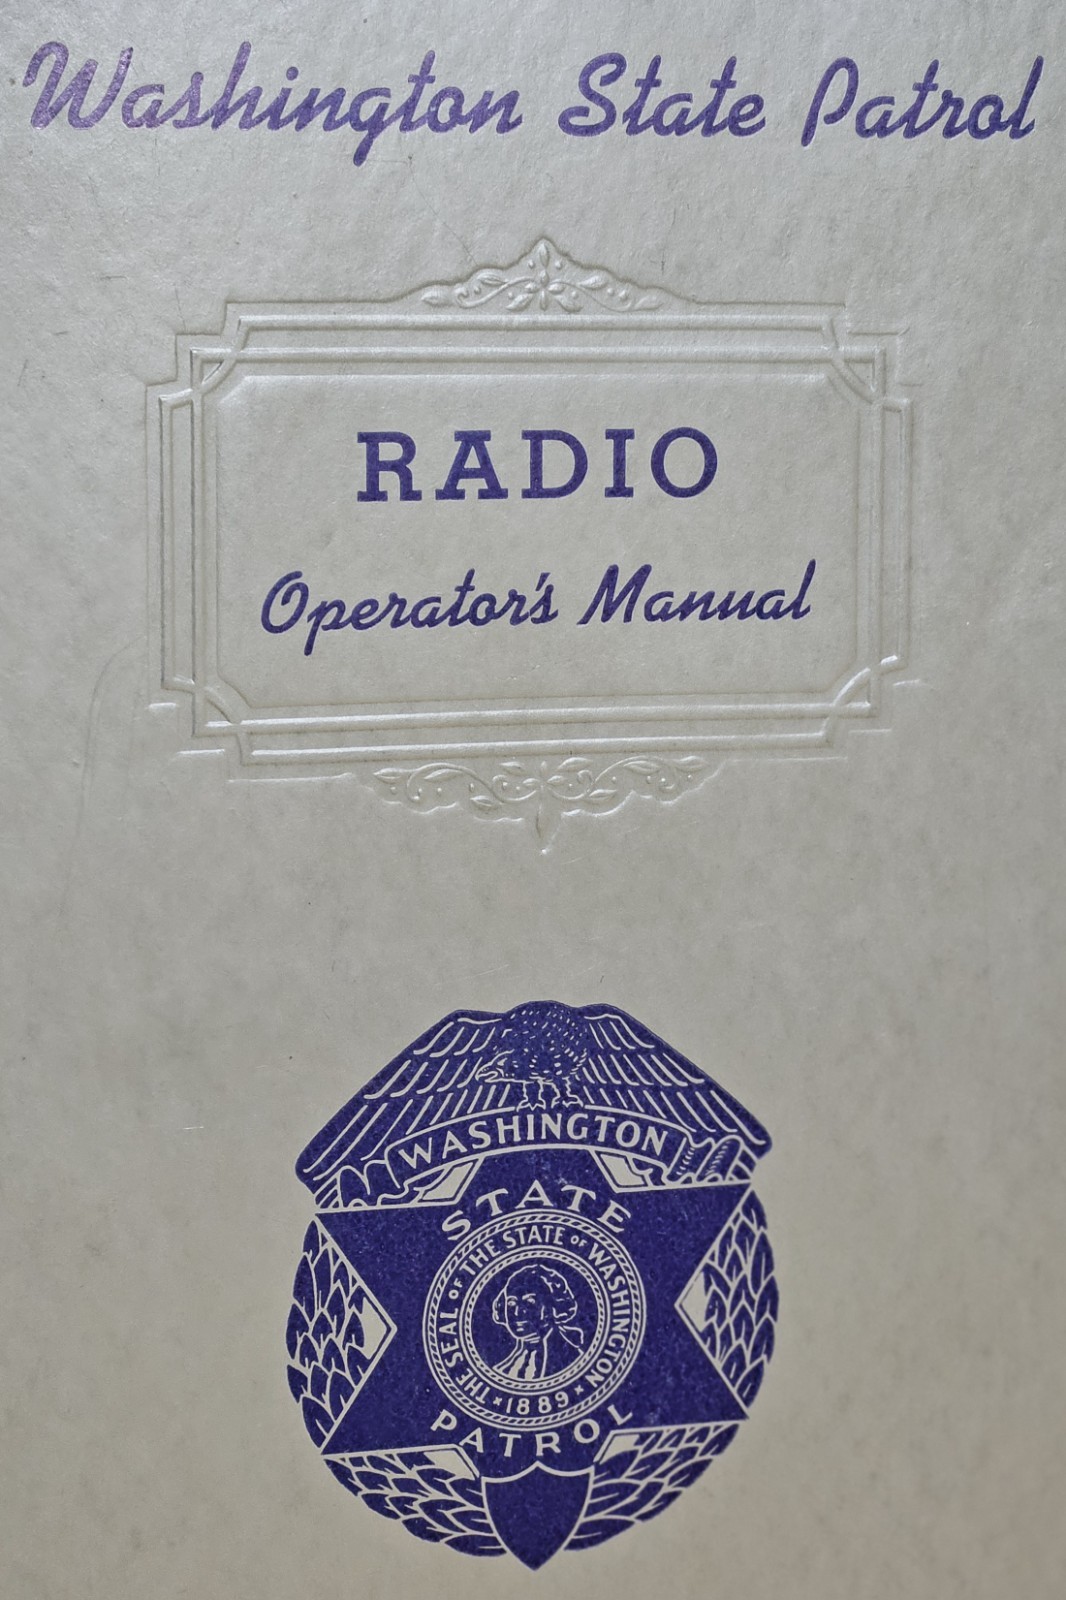 Washington State Patrol
RADIO
Operator's Manual
WASHINGTON
STATE
THE SEAL OF THE STATE OF WASHINGTON
1889
PATROL